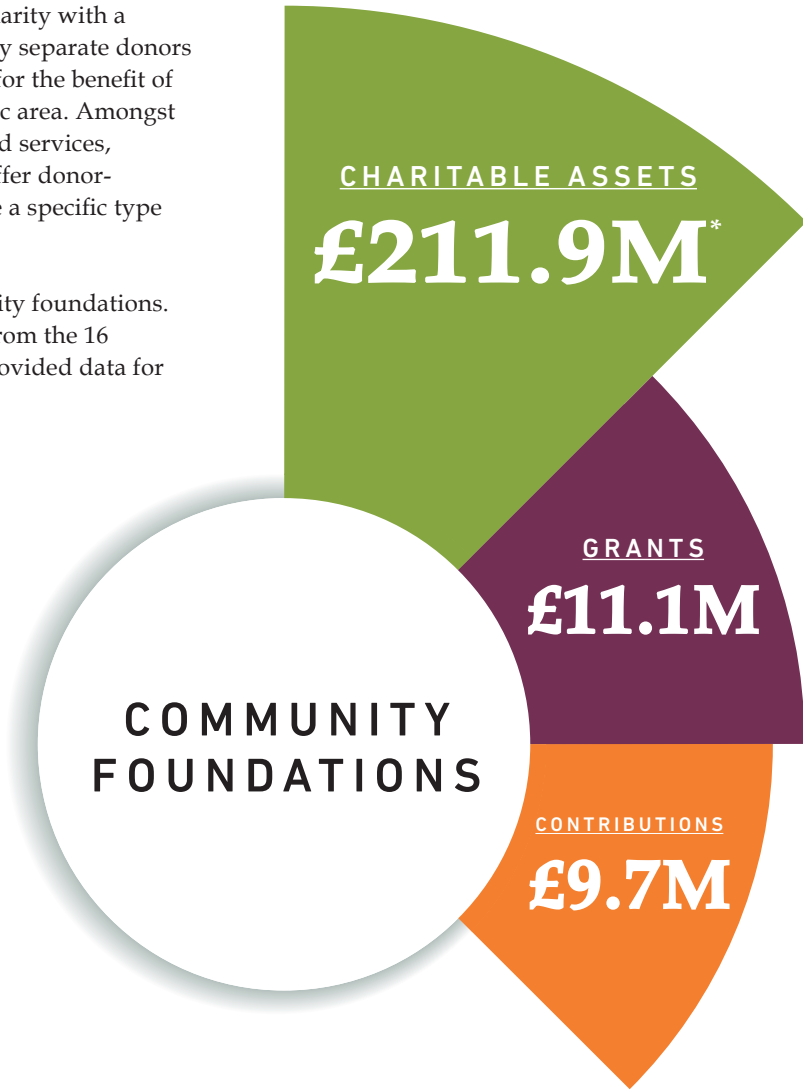 arity with a
y separate donors
for the benefit of
ic area. Amongst
d services,
ffer donor-
e a specific type
ity foundations.
rom the 16
ovided data for
CHARITABLE ASSETS
£211.9M*
GRANTS
£11.1M
COMMUNITY
FOUNDATIONS
CONTRIBUTIONS
£9.7M